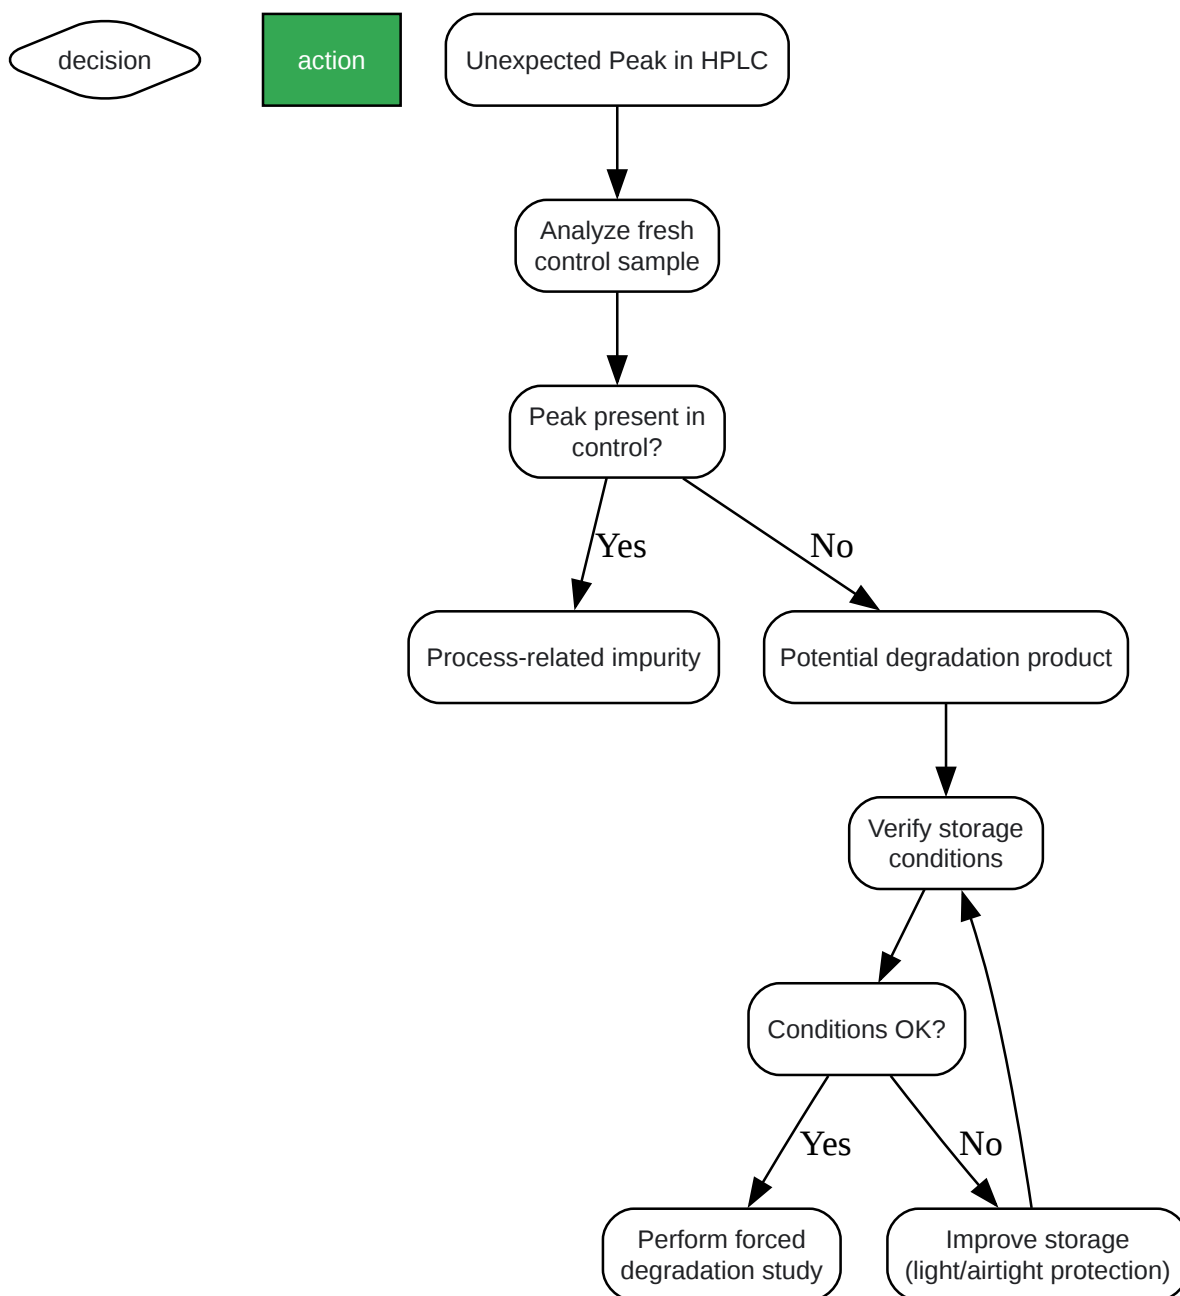 decision
action
Unexpected Peak in HPLC
Analyze fresh
control sample
Peak present in
control?
Yes
No
Process-related impurity
Potential degradation product
Verify storage
conditions
Conditions OK?
Yes
No
Perform forced
degradation study
Improve storage
(light/airtight protection)